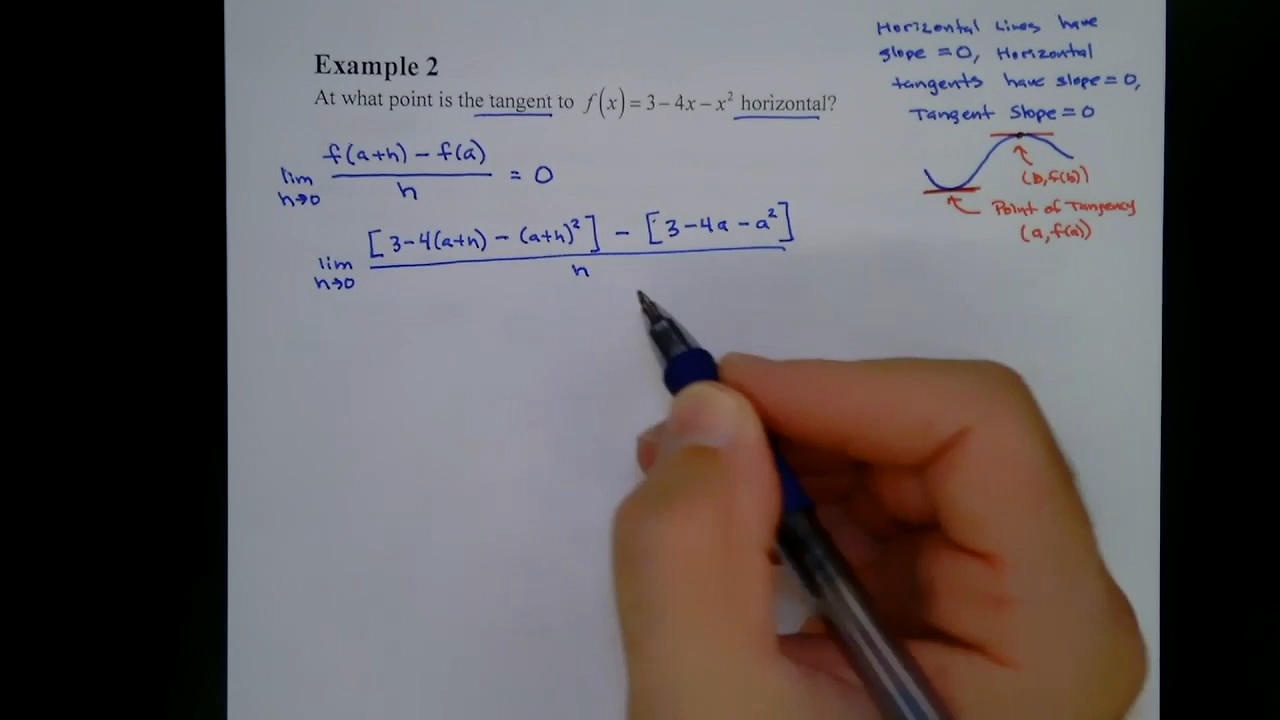 Example 2
At what point is the tangent to f(x) = 3 − 4x − x² horizontal?
lim h→0 f(a+h) − f(a) / h = 0
lim h→0 [3−4(a+h) − (a+h)²] − [3−4a − a²] / h
Horizontal Lines have
slope = 0, Horizontal
tangents have slope = 0,
Tangent Slope = 0
(b, f(b))
Point of Tangency
(a, f(a))